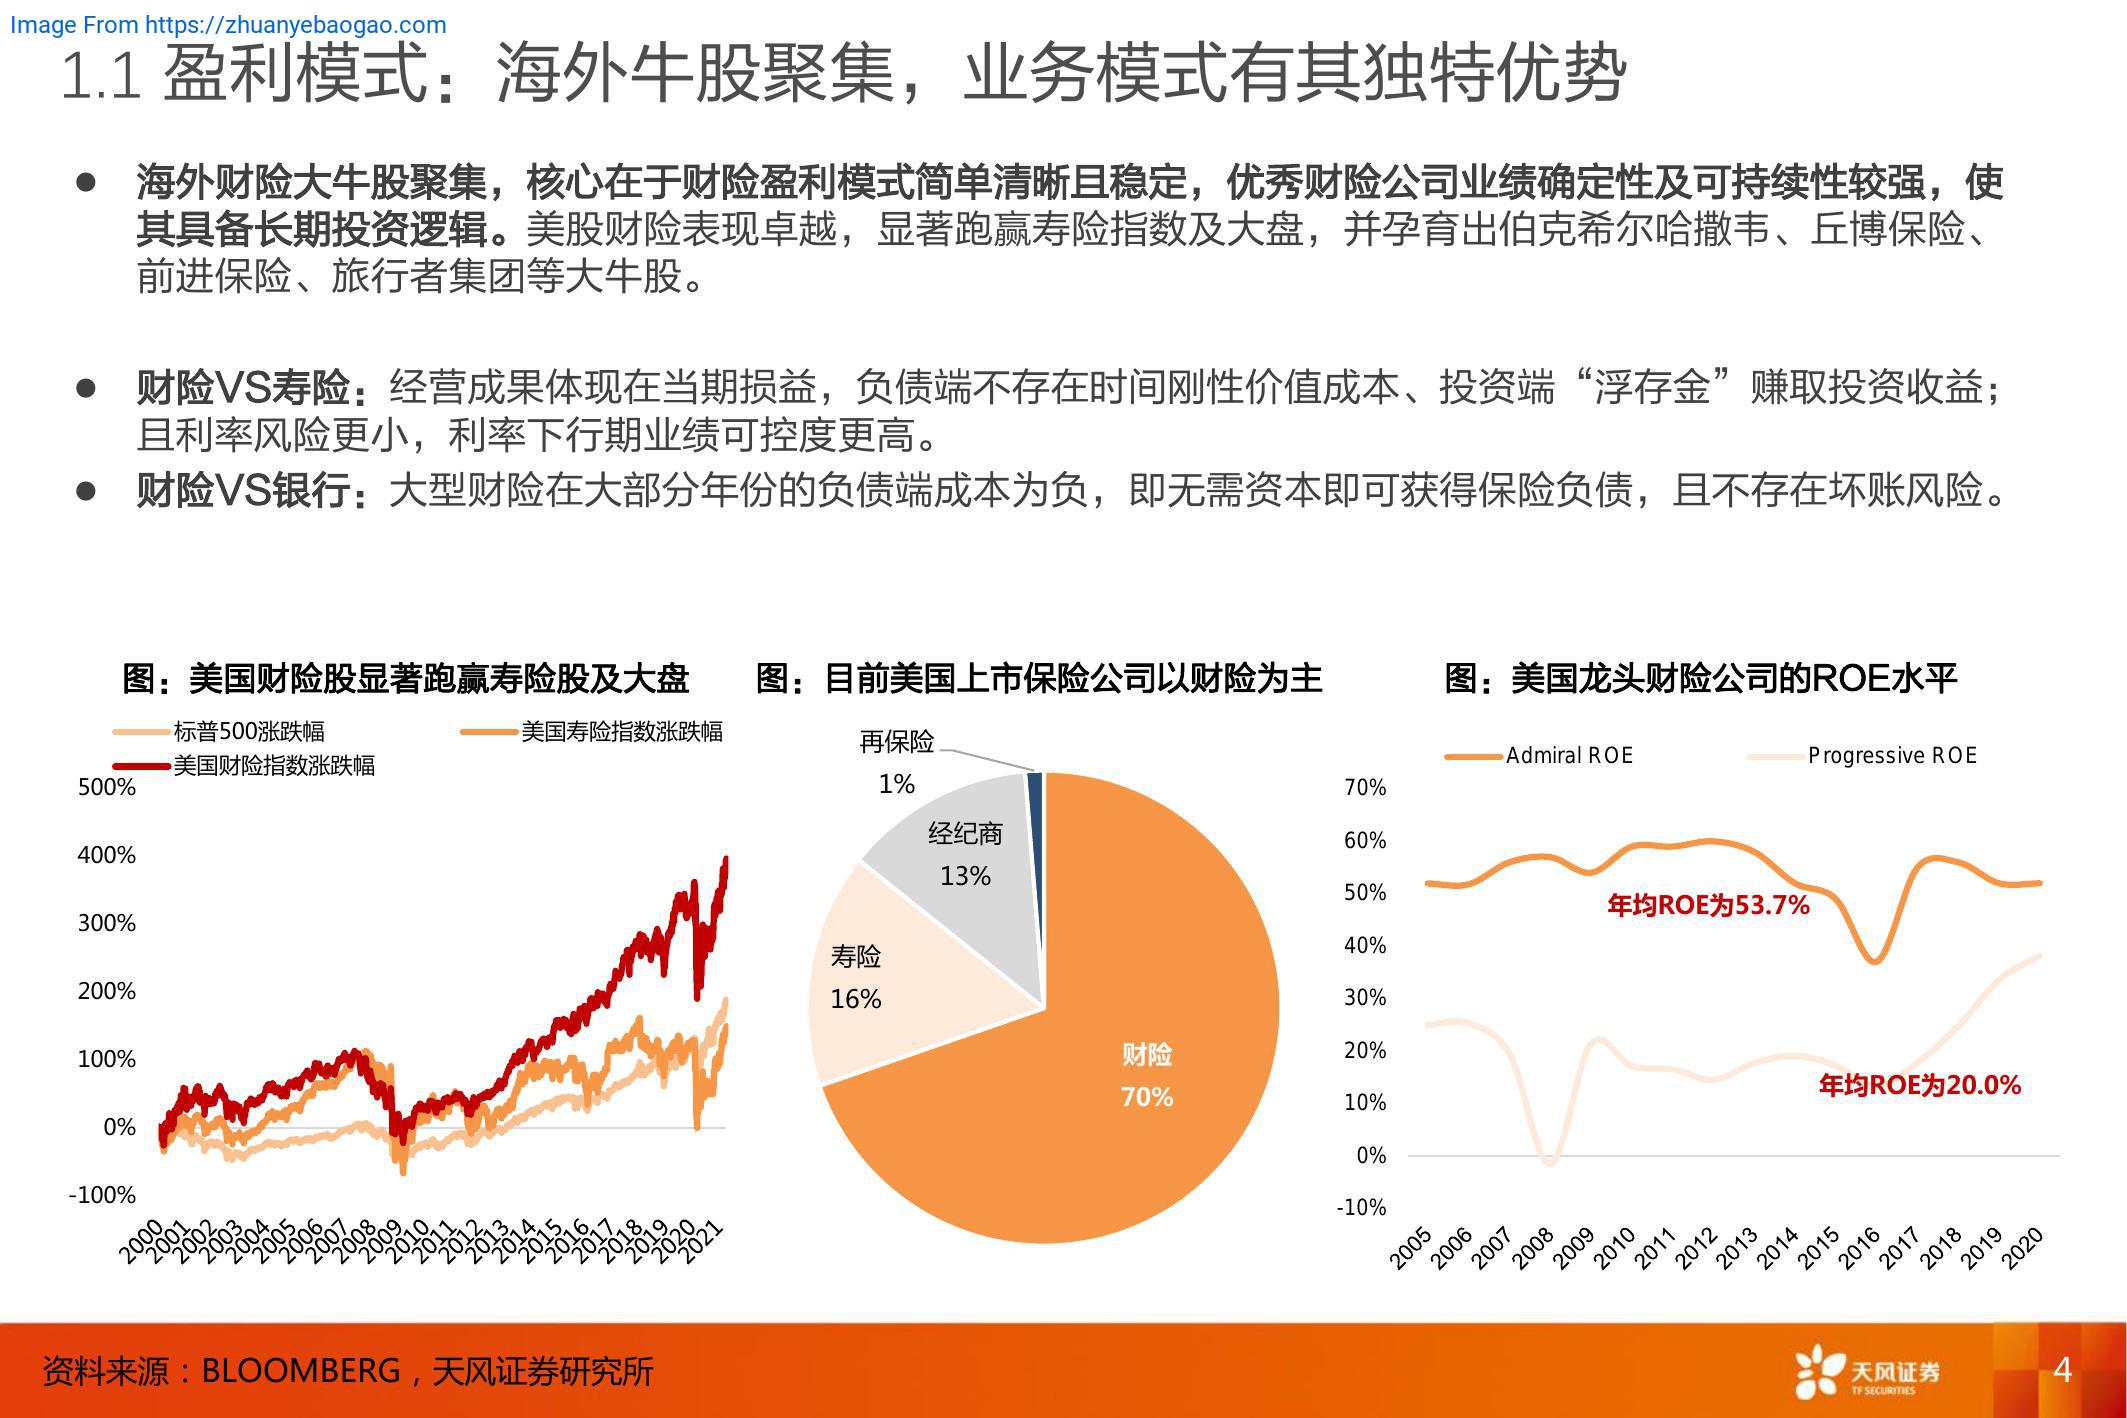 Image From https://zhuanyebaogao.com
1.1 盈利模式：海外牛股聚集，业务模式有其独特优势
● 海外财险大牛股聚集，核心在于财险盈利模式简单清晰且稳定，优秀财险公司业绩确定性及可持续性较强，使
其具备长期投资逻辑。美股财险表现卓越，显著跑赢寿险指数及大盘，并孕育出伯克希尔哈撒韦、丘博保险、
前进保险、旅行者集团等大牛股。
● 财险VS寿险：经营成果体现在当期损益，负债端不存在时间刚性价值成本、投资端“浮存金”赚取投资收益；
且利率风险更小，利率下行期业绩可控度更高。
● 财险VS银行：大型财险在大部分年份的负债端成本为负，即无需资本即可获得保险负债，且不存在坏账风险。
图：美国财险股显著跑赢寿险股及大盘
标普500涨跌幅
美国寿险指数涨跌幅
美国财险指数涨跌幅
500%
400%
300%
200%
100%
0%
-100%
2000
2001
2002
2003
2004
2005
2006
2007
2008
2009
2010
2011
2012
2013
2014
2015
2016
2017
2018
2019
2020
2021
图：目前美国上市保险公司以财险为主
再保险
1%
经纪商
13%
寿险
16%
财险
70%
图：美国龙头财险公司的ROE水平
Admiral ROE
Progressive ROE
70%
60%
50%
40%
30%
20%
10%
0%
-10%
年均ROE为53.7%
年均ROE为20.0%
2005
2006
2007
2008
2009
2010
2011
2012
2013
2014
2015
2016
2017
2018
2019
2020
资料来源：BLOOMBERG，天风证券研究所
天风证券
TF SECURITIES
4